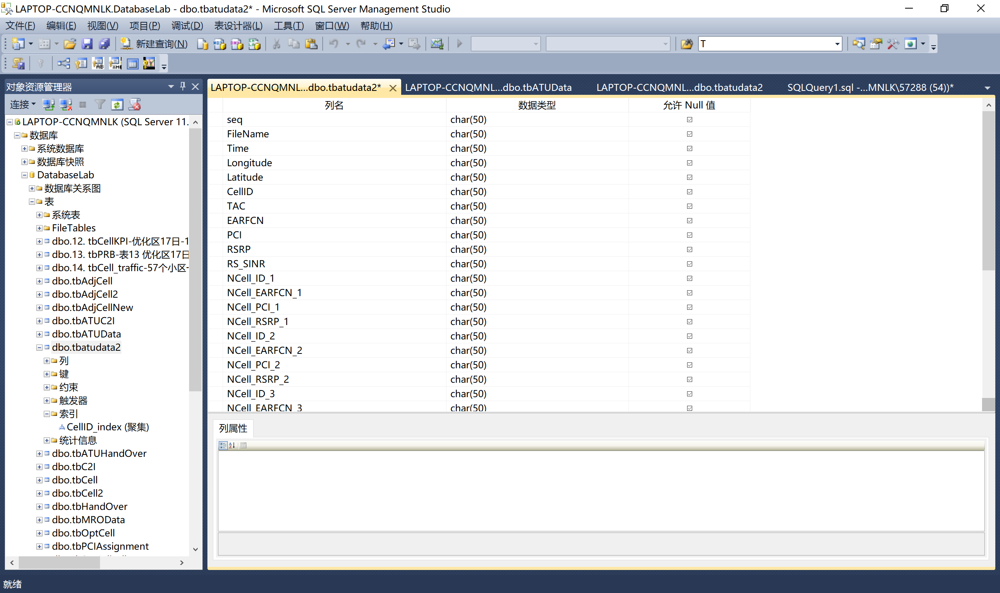 LAPTOP-CCNQMNLK.DatabaseLab - dbo.tbatudata2* - Microsoft SQL Server Management Studio
文件(F) 编辑(E) 视图(V) 项目(P) 调试(D) 表设计器(L) 工具(T) 窗口(W) 帮助(H)
新建查询(N) T
对象资源管理器
连接
LAPTOP-CCNQMNLK (SQL Server 11.
数据库
系统数据库
数据库快照
DatabaseLab
数据库关系图
表
系统表
FileTables
dbo.12. tbCellKPI-优化区17日-1
dbo.13. tbPRB-表13 优化区17日
dbo.14. tbCell_traffic-57个小区-
dbo.tbAdjCell
dbo.tbAdjCell2
dbo.tbAdjCellNew
dbo.tbATUC2I
dbo.tbATUData
dbo.tbatudata2
列
键
约束
触发器
索引
CellID_index (聚集)
统计信息
dbo.tbATUHandOver
dbo.tbC2I
dbo.tbCell
dbo.tbCell2
dbo.tbHandOver
dbo.tbMROData
dbo.tbOptCell
dbo.tbPCIAssignment
LAPTOP-CCNQMNL...dbo.tbatudata2* LAPTOP-CCNQMNL...dbo.tbATUData LAPTOP-CCNQMNL...dbo.tbatudata2 SQLQuery1.sql -...MNLK\57288 (54))*
列名 数据类型 允许 Null 值
seq char(50)
FileName char(50)
Time char(50)
Longitude char(50)
Latitude char(50)
CellID char(50)
TAC char(50)
EARFCN char(50)
PCI char(50)
RSRP char(50)
RS_SINR char(50)
NCell_ID_1 char(50)
NCell_EARFCN_1 char(50)
NCell_PCI_1 char(50)
NCell_RSRP_1 char(50)
NCell_ID_2 char(50)
NCell_EARFCN_2 char(50)
NCell_PCI_2 char(50)
NCell_RSRP_2 char(50)
NCell_ID_3 char(50)
NCell_EARFCN_3 char(50)
列属性
就绪